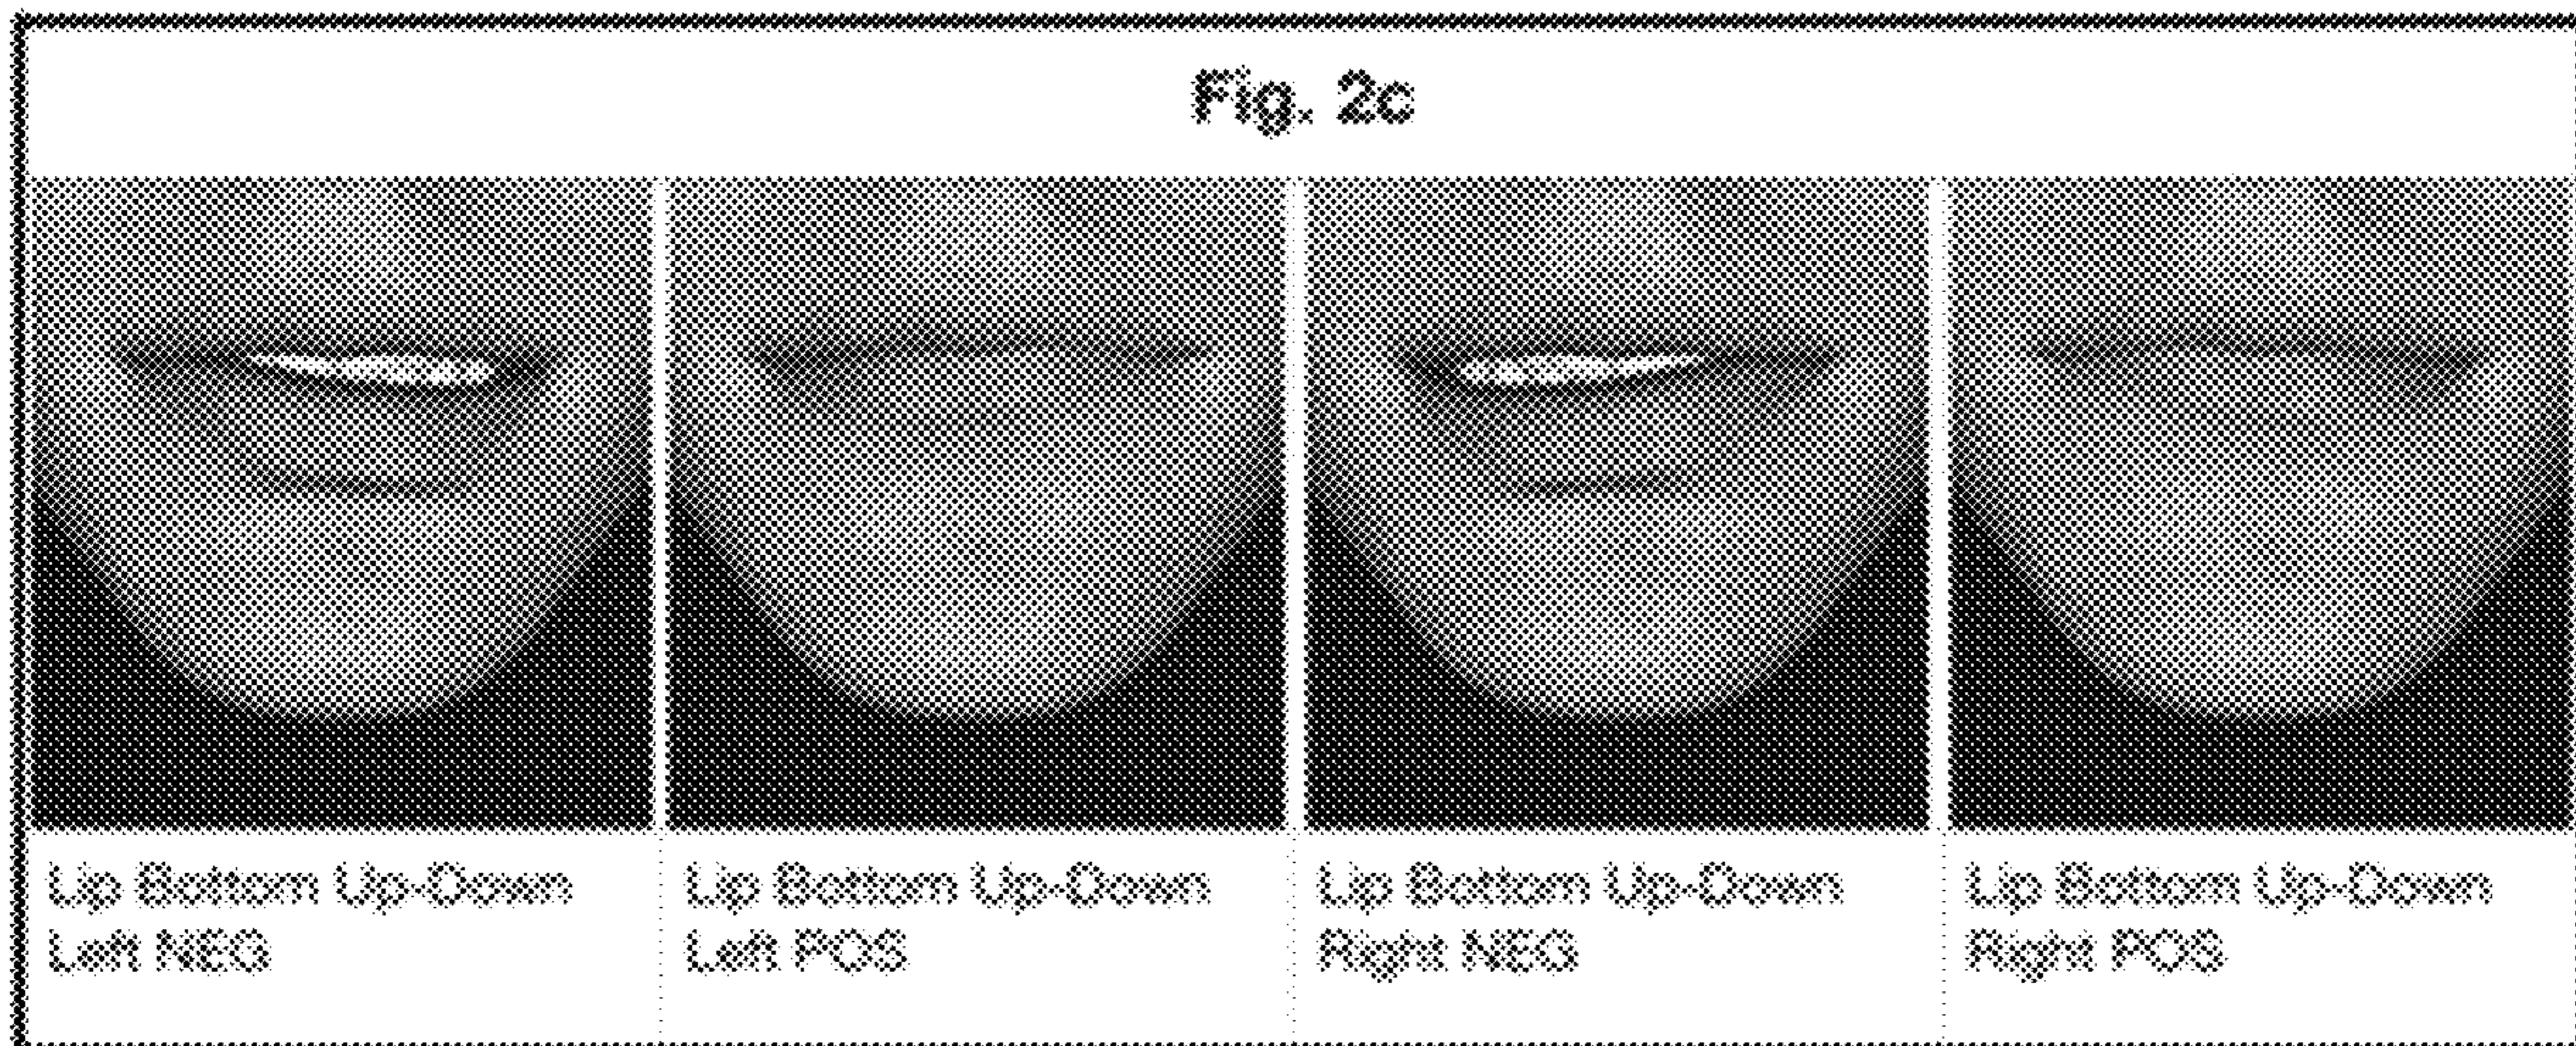 Fig. 2c
Lip Bottom Up-Down
Left NEG
Lip Bottom Up-Down
Left POS
Lip Bottom Up-Down
Right NEG
Lip Bottom Up-Down
Right POS